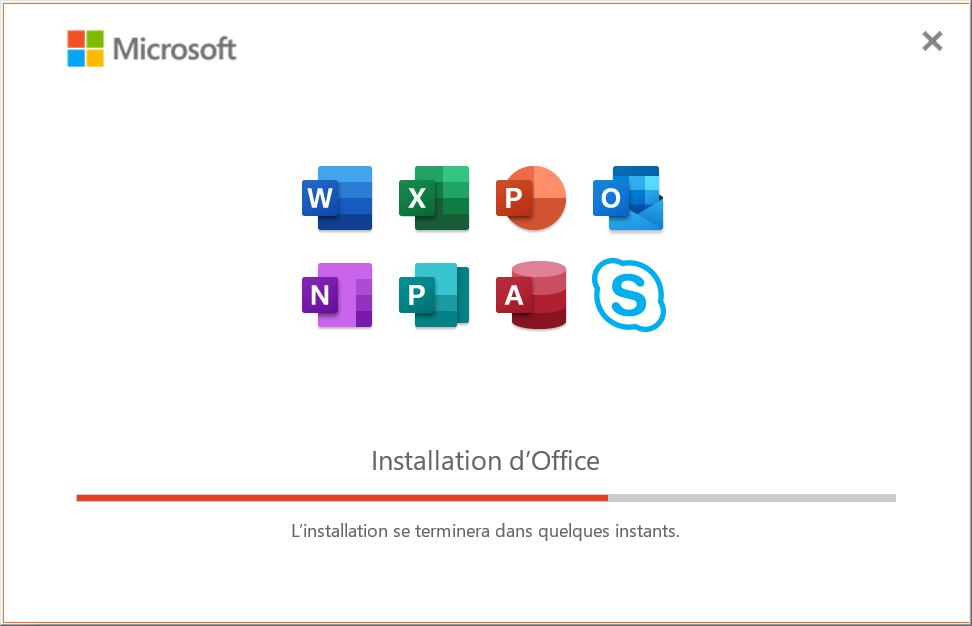 Microsoft
W X P O
N P A S
Installation d’Office
L’installation se terminera dans quelques instants.